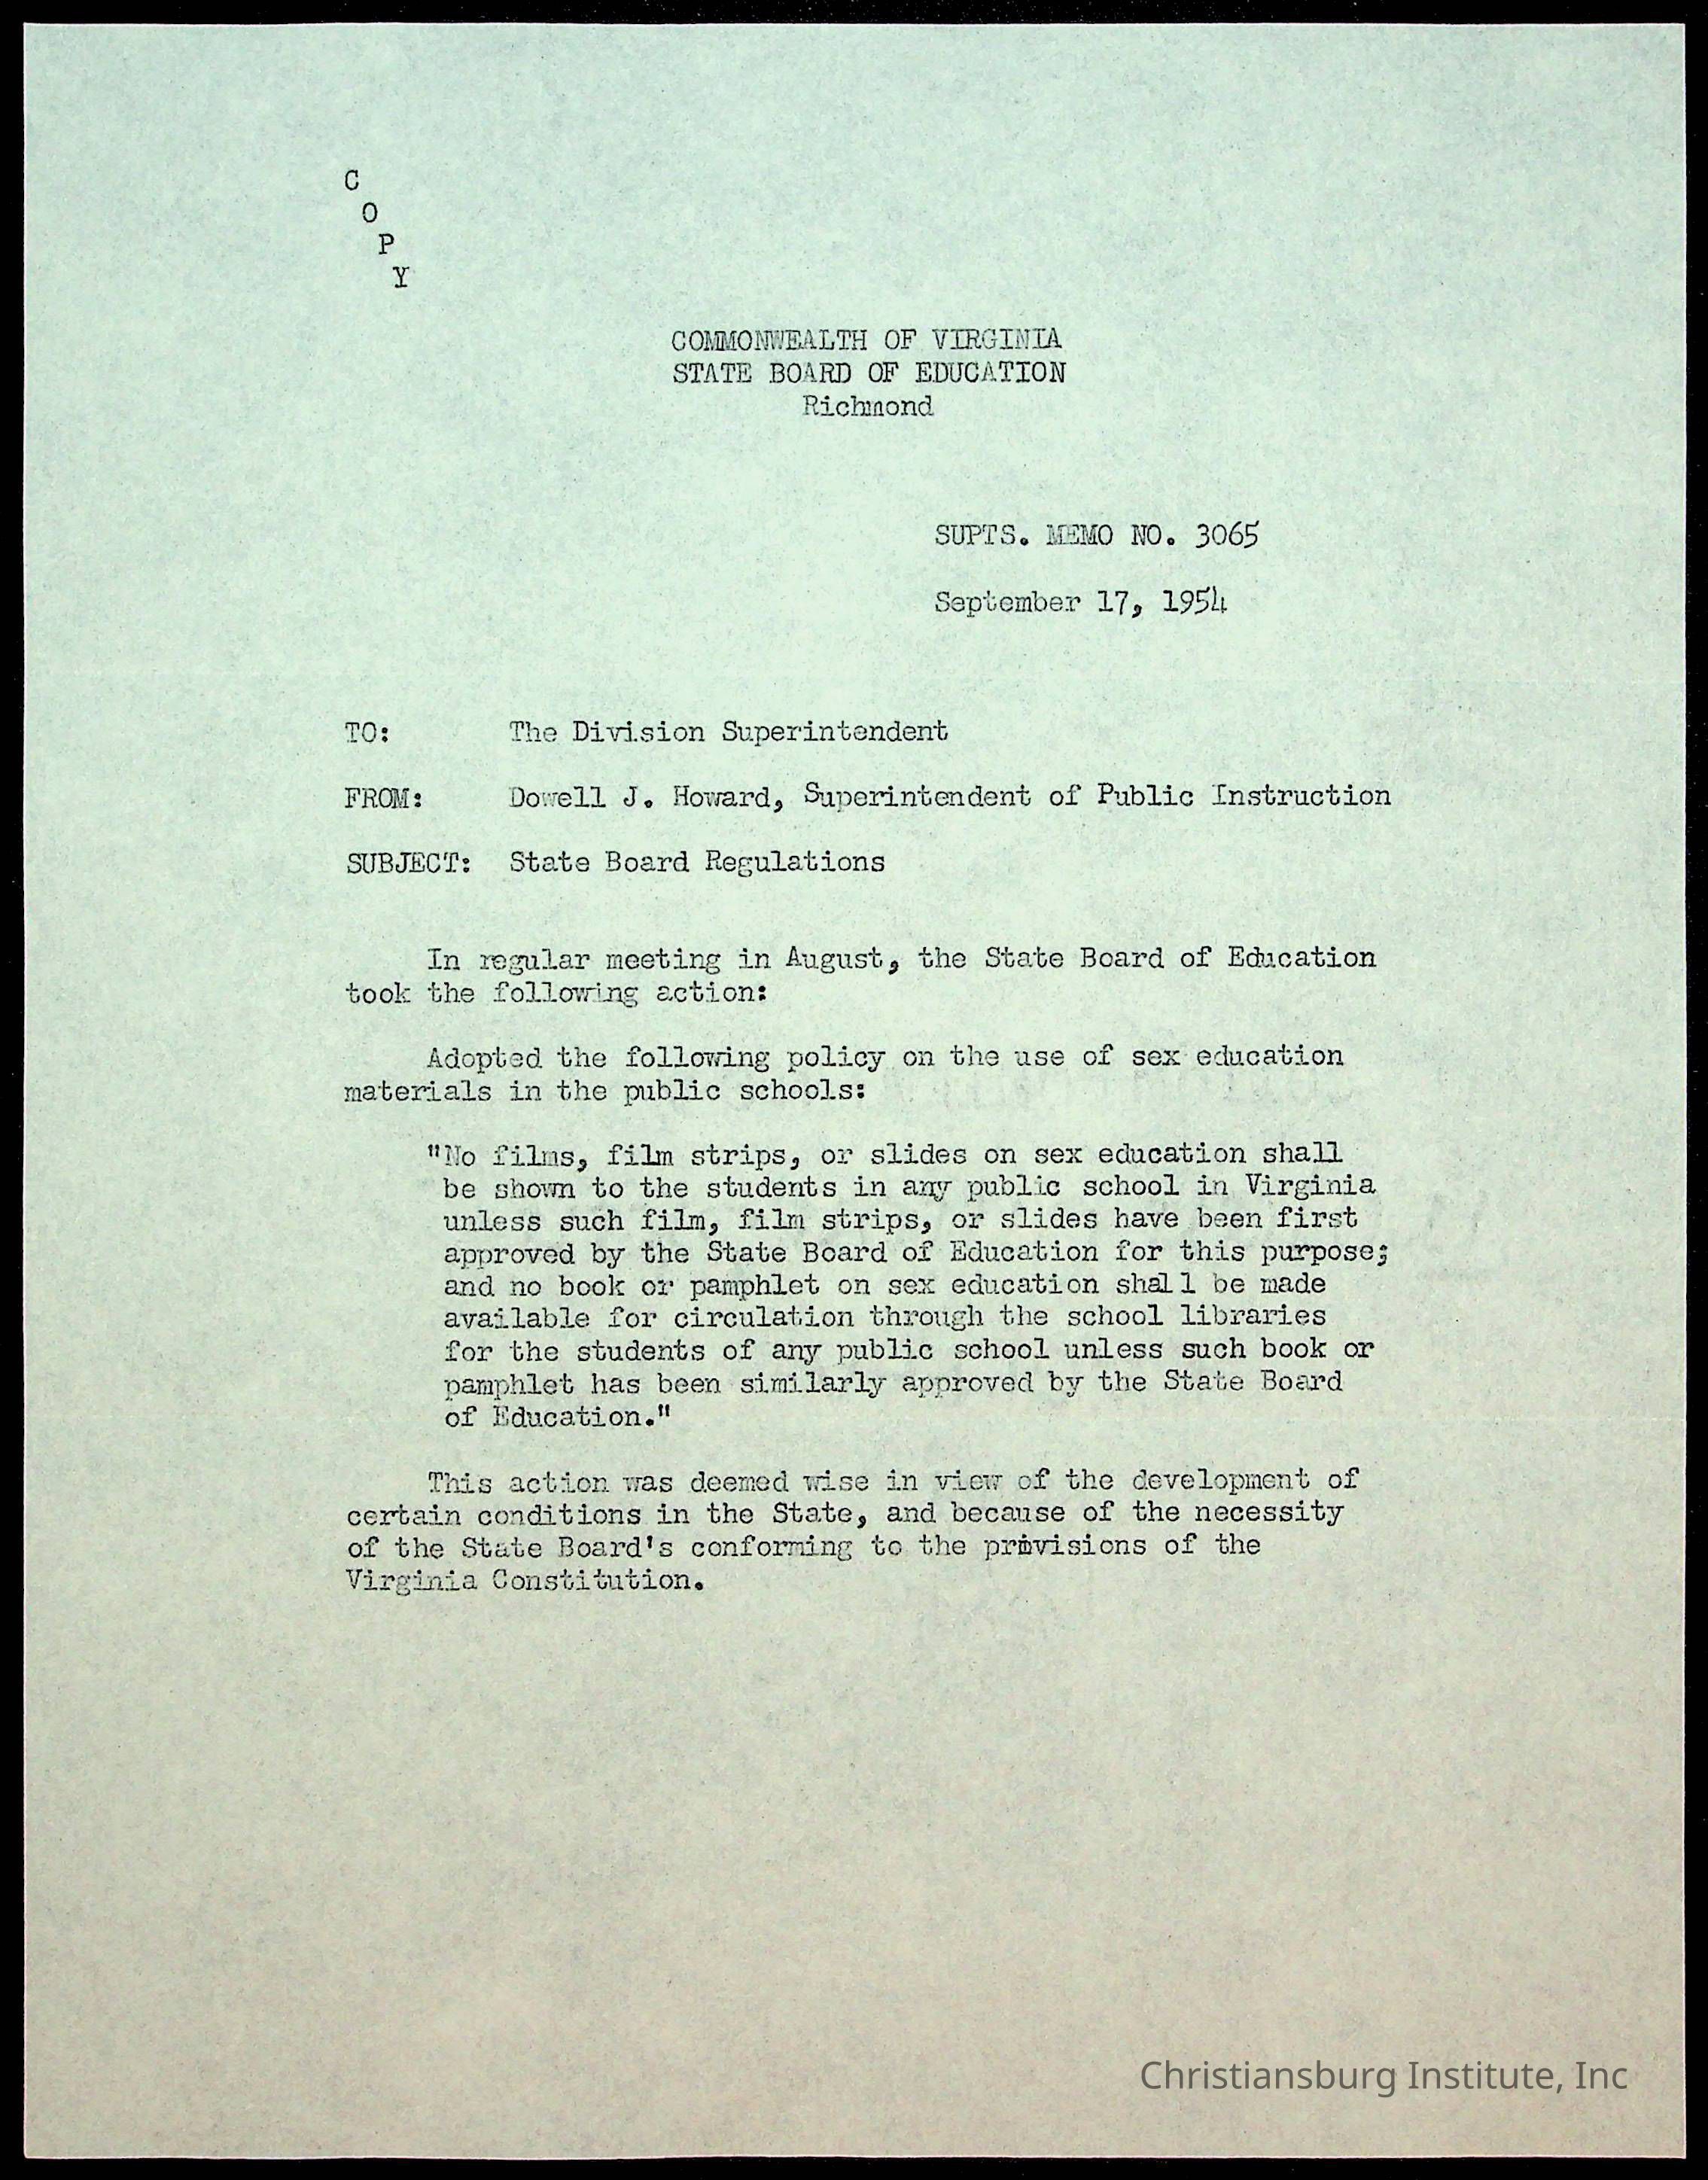 C
O
P
Y
COMMONWEALTH OF VIRGINIA
STATE BOARD OF EDUCATION
Richmond
SUPTS. MEMO NO. 3065
September 17, 1954
TO: The Division Superintendent
FROM: Dowell J. Howard, Superintendent of Public Instruction
SUBJECT: State Board Regulations
In regular meeting in August, the State Board of Education
took the following action:
Adopted the following policy on the use of sex education
materials in the public schools:
"No films, film strips, or slides on sex education shall
be shown to the students in any public school in Virginia
unless such film, film strips, or slides have been first
approved by the State Board of Education for this purpose;
and no book or pamphlet on sex education shall be made
available for circulation through the school libraries
for the students of any public school unless such book or
pamphlet has been similarly approved by the State Board
of Education."
This action was deemed wise in view of the development of
certain conditions in the State, and because of the necessity
of the State Board's conforming to the provisions of the
Virginia Constitution.
Christiansburg Institute, Inc